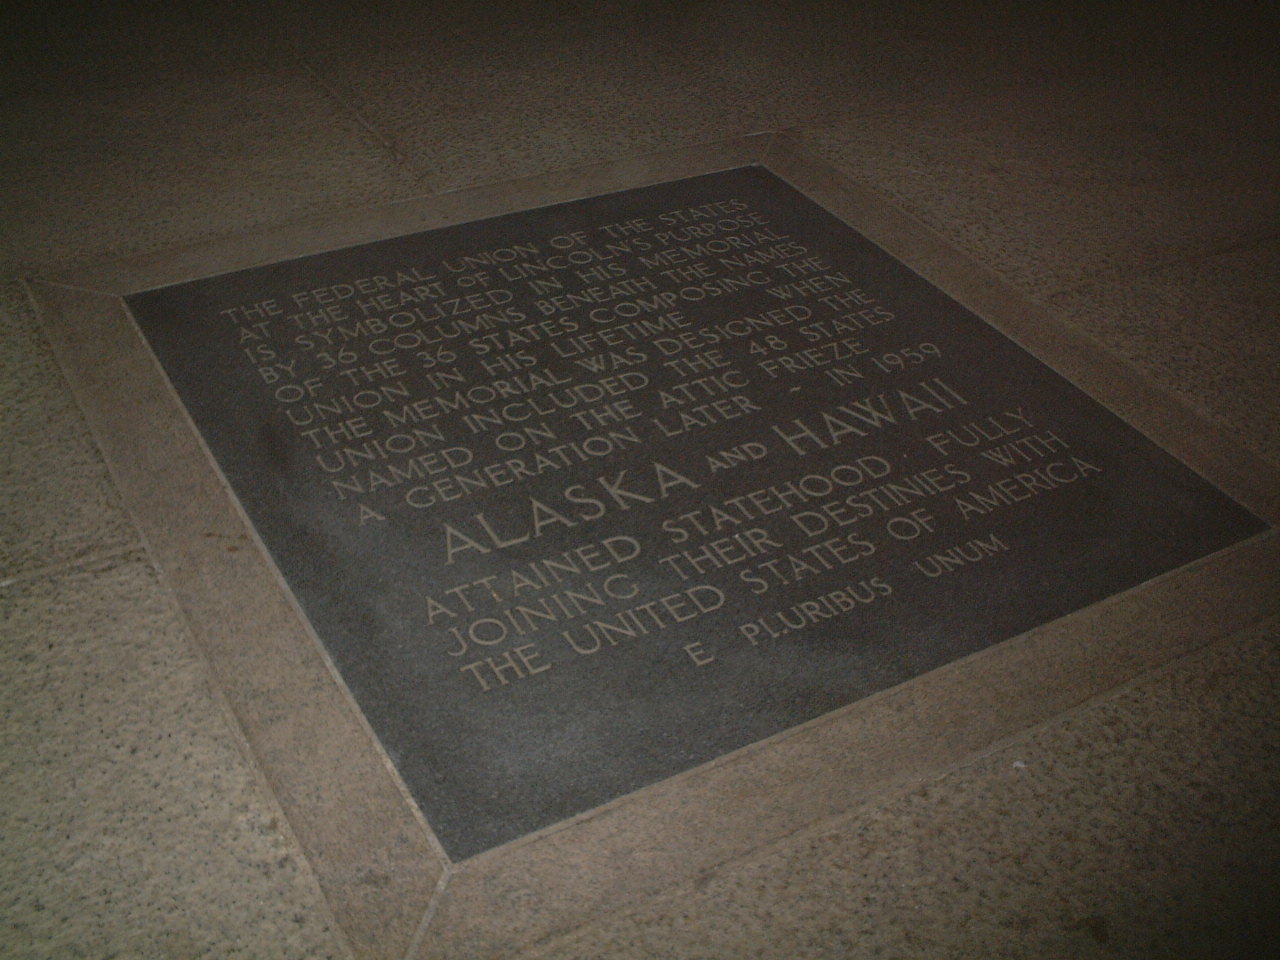 THE FEDERAL UNION OF THE STATES
AT THE HEART OF LINCOLN'S PURPOSE
IS SYMBOLIZED IN HIS MEMORIAL
BY 36 COLUMNS BENEATH THE NAMES
OF THE 36 STATES COMPOSING THE
UNION IN HIS LIFETIME WHEN
THE MEMORIAL WAS DESIGNED THE
UNION INCLUDED THE 48 STATES
NAMED ON THE ATTIC FRIEZE
A GENERATION LATER - IN 1959
ALASKA AND HAWAII
ATTAINED STATEHOOD · FULLY
JOINING THEIR DESTINIES WITH
THE UNITED STATES OF AMERICA
E PLURIBUS UNUM